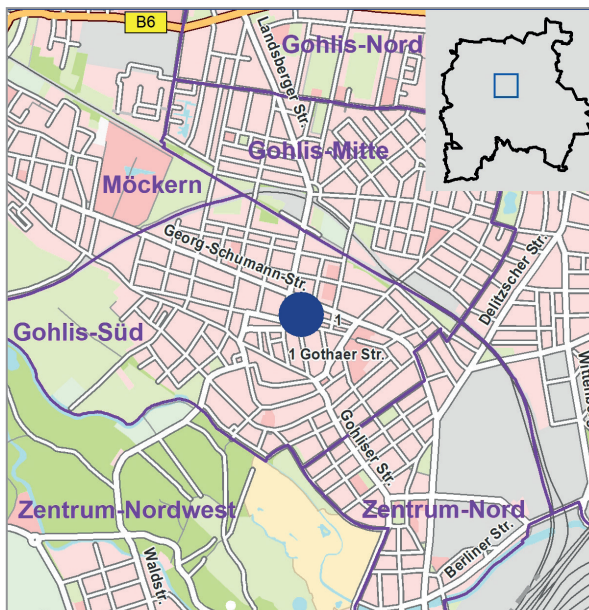 B6
Landsberger Str.
Gohlis-Nord
Gohlis-Mitte
Möckern
Georg-Schumann-Str.
Delitzscher Str.
Gohlis-Süd
1
1 Gothaer Str.
Gohliser Str.
Zentrum-Nordwest
Zentrum-Nord
Waldstr.
Berliner Str.